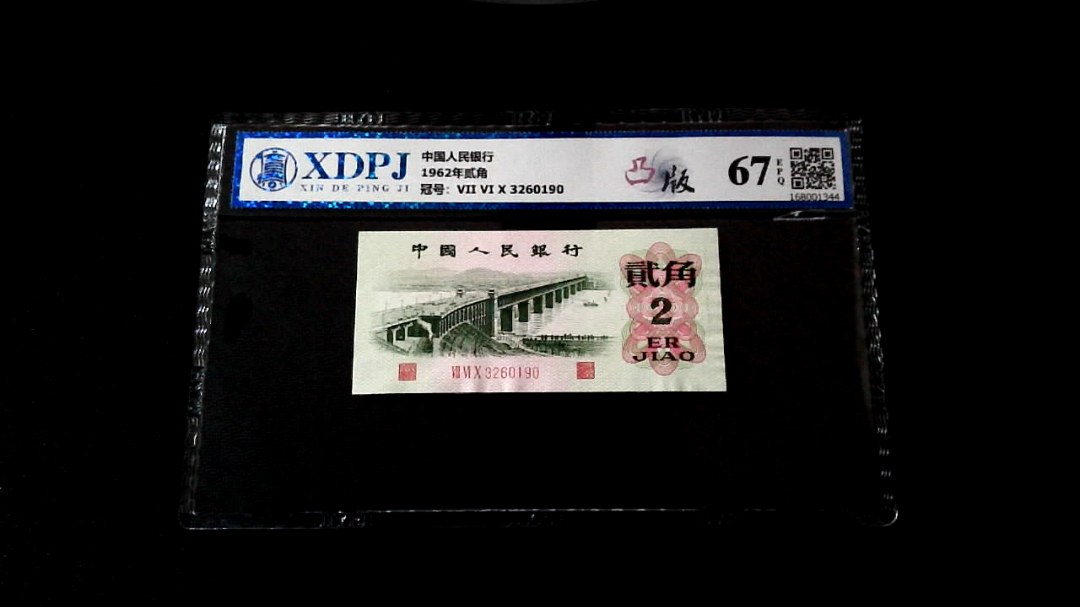 XDPJ
XIN DE PING JI
中国人民银行
1962年贰角
冠号：VII VI X 3260190
凸版
67
EPQ
168001344
中國人民銀行
貳角
2
ER
JIAO
VII VI X 3260190